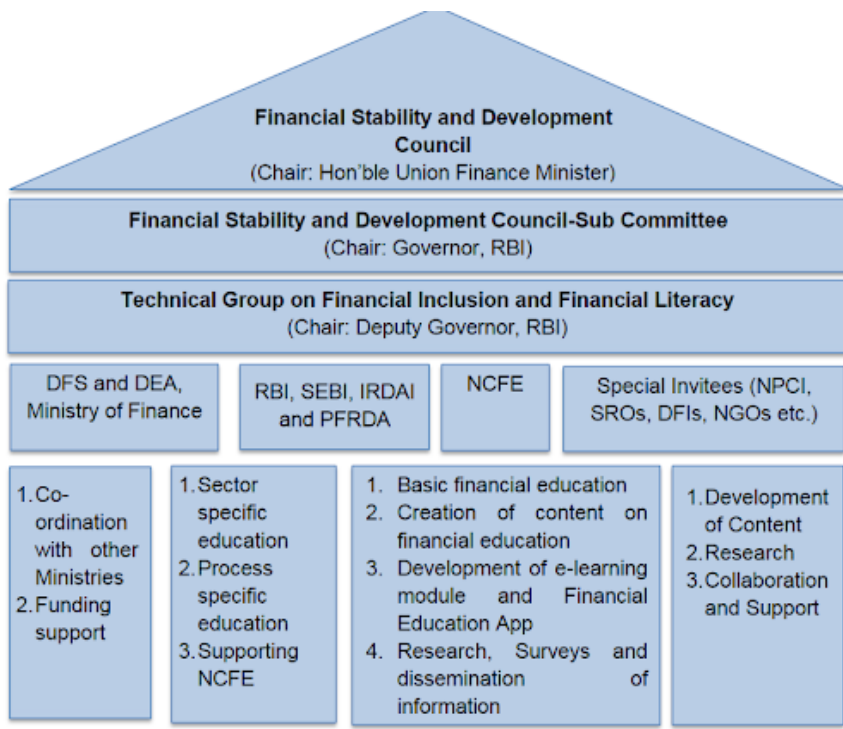 Financial Stability and Development
Council
(Chair: Hon'ble Union Finance Minister)
Financial Stability and Development Council-Sub Committee
(Chair: Governor, RBI)
Technical Group on Financial Inclusion and Financial Literacy
(Chair: Deputy Governor, RBI)
DFS and DEA,
Ministry of Finance
RBI, SEBI, IRDAI
and PFRDA
NCFE
Special Invitees (NPCI,
SROs, DFIs, NGOs etc.)
1. Co-
ordination
with other
Ministries
2. Funding
support
1. Sector
specific
education
2. Process
specific
education
3. Supporting
NCFE
1. Basic financial education
2. Creation of content on
financial education
3. Development of e-learning
module and Financial
Education App
4. Research, Surveys and
dissemination of
information
1. Development
of Content
2. Research
3. Collaboration
and Support